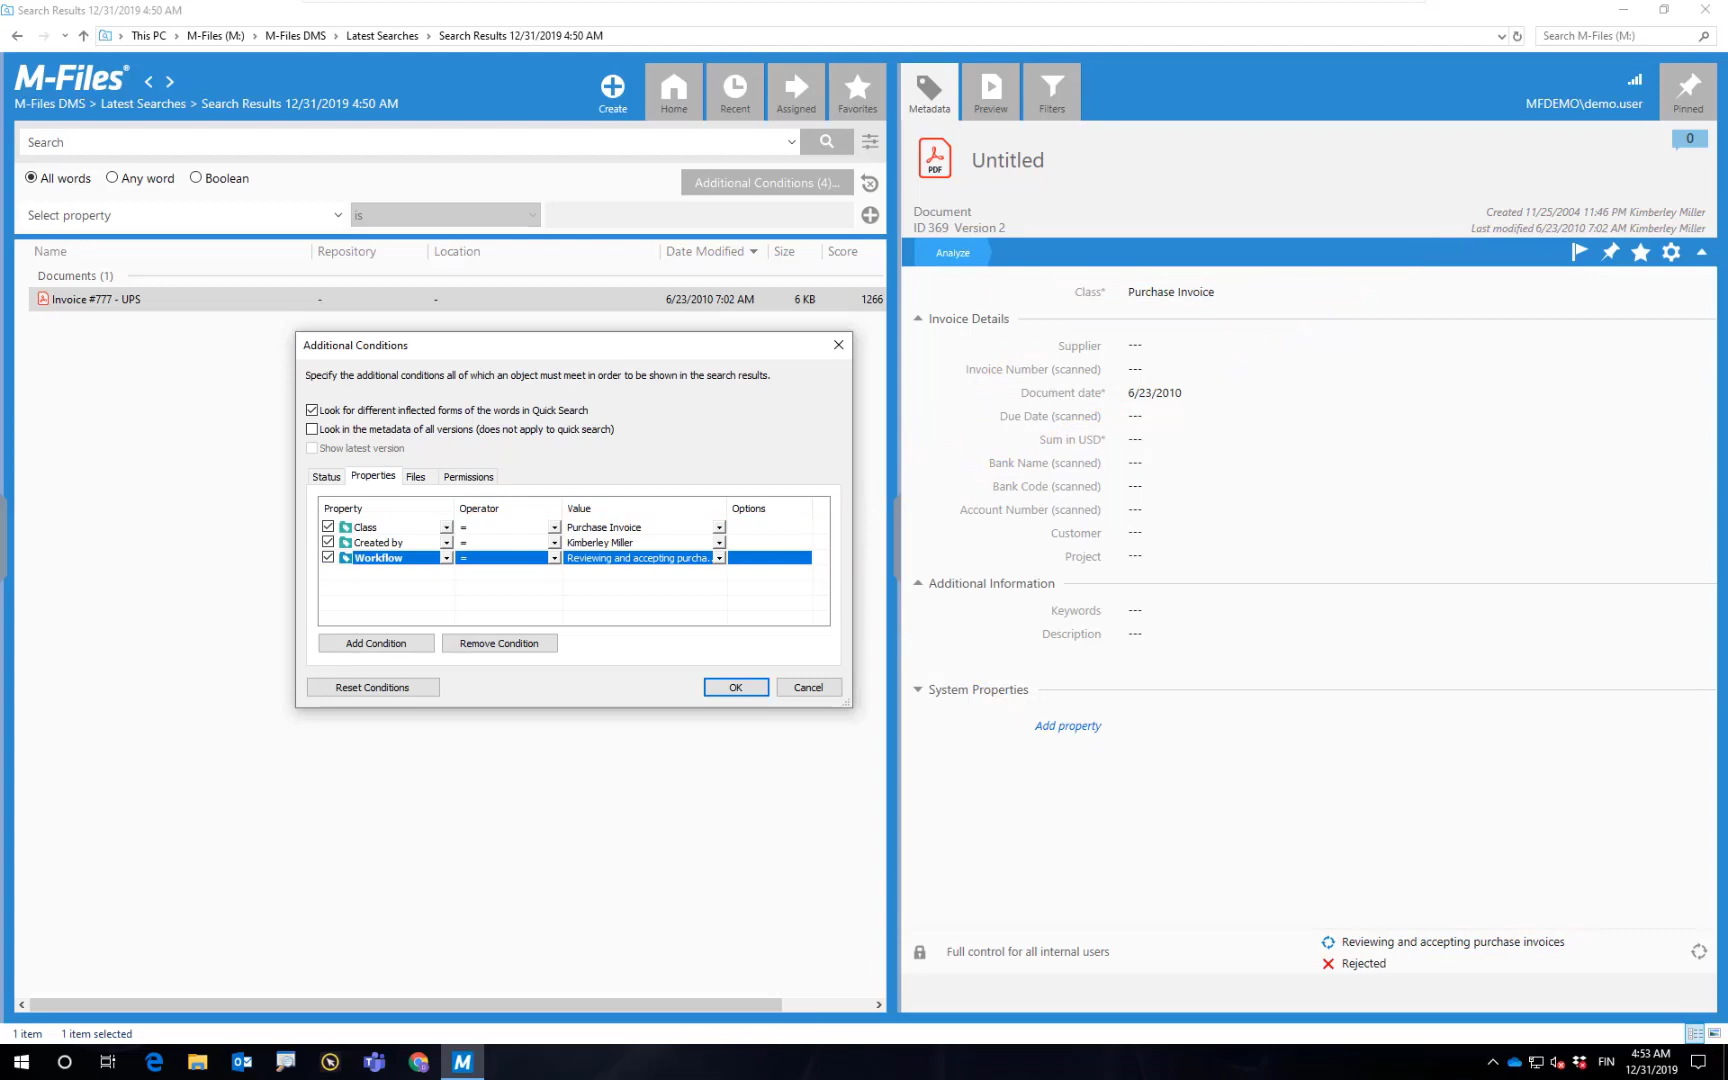 Search Results 12/31/2019 4:50 AM
This PC > M-Files (M:) > M-Files DMS > Latest Searches > Search Results 12/31/2019 4:50 AM
Search M-Files (M:)
M-Files®
M-Files DMS > Latest Searches > Search Results 12/31/2019 4:50 AM
Create
Home
Recent
Assigned
Favorites
Metadata
Preview
Filters
MFDEMO\demo.user
Pinned
Search
All words
Any word
Boolean
Additional Conditions (4)...
Select property
is
Name
Repository
Location
Date Modified
Size
Score
Documents (1)
Invoice #777 - UPS
-
-
6/23/2010 7:02 AM
6 KB
1266
Additional Conditions
Specify the additional conditions all of which an object must meet in order to be shown in the search results.
Look for different inflected forms of the words in Quick Search
Look in the metadata of all versions (does not apply to quick search)
Show latest version
Status
Properties
Files
Permissions
Property Operator Value Options
Class = Purchase Invoice
Created by = Kimberley Miller
Workflow = Reviewing and accepting purcha...
Add Condition
Remove Condition
Reset Conditions
OK
Cancel
PDF
Untitled
0
Document
ID 369 Version 2
Created 11/25/2004 11:46 PM Kimberley Miller
Last modified 6/23/2010 7:02 AM Kimberley Miller
Analyze
Class* Purchase Invoice
Invoice Details
Supplier ---
Invoice Number (scanned) ---
Document date* 6/23/2010
Due Date (scanned) ---
Sum in USD* ---
Bank Name (scanned) ---
Bank Code (scanned) ---
Account Number (scanned) ---
Customer ---
Project ---
Additional Information
Keywords ---
Description ---
System Properties
Add property
Full control for all internal users
Reviewing and accepting purchase invoices
Rejected
1 item
1 item selected
M
FIN
4:53 AM
12/31/2019